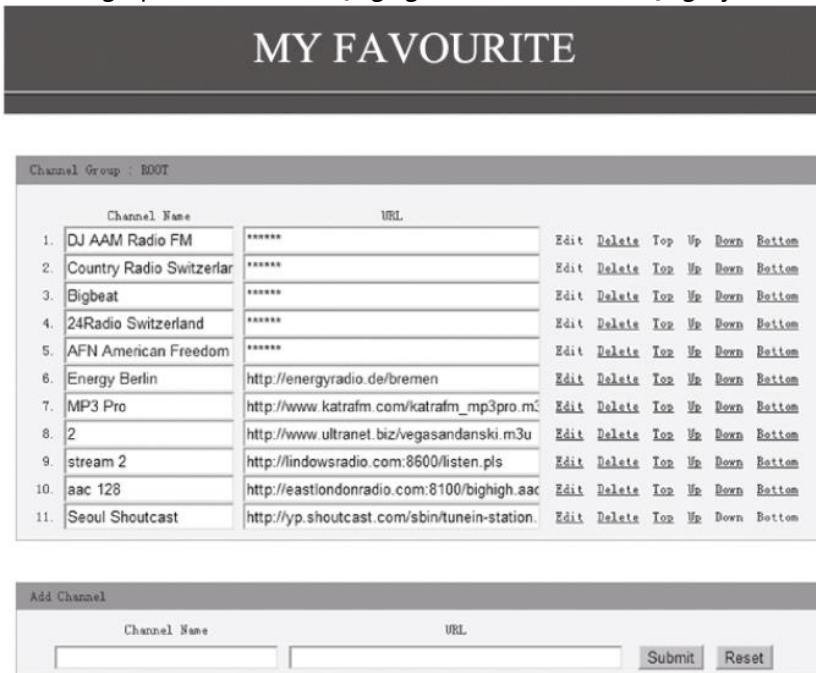 MY FAVOURITE
Channel Group : ROOT
Channel Name URL
1. DJ AAM Radio FM ****** Edit Delete Top Up Down Bottom
2. Country Radio Switzerlar ****** Edit Delete Top Up Down Bottom
3. Bigbeat ****** Edit Delete Top Up Down Bottom
4. 24Radio Switzerland ****** Edit Delete Top Up Down Bottom
5. AFN American Freedom ****** Edit Delete Top Up Down Bottom
6. Energy Berlin http://energyradio.de/bremen Edit Delete Top Up Down Bottom
7. MP3 Pro http://www.katrafm.com/katrafm_mp3pro.m3 Edit Delete Top Up Down Bottom
8. 2 http://www.ultranet.biz/vegasandanski.m3u Edit Delete Top Up Down Bottom
9. stream 2 http://lindowsradio.com:8600/listen.pls Edit Delete Top Up Down Bottom
10. aac 128 http://eastlondonradio.com:8100/bighigh.aac Edit Delete Top Up Down Bottom
11. Seoul Shoutcast http://yp.shoutcast.com/sbin/tunein-station. Edit Delete Top Up Down Bottom
Add Channel
Channel Name URL
Submit Reset